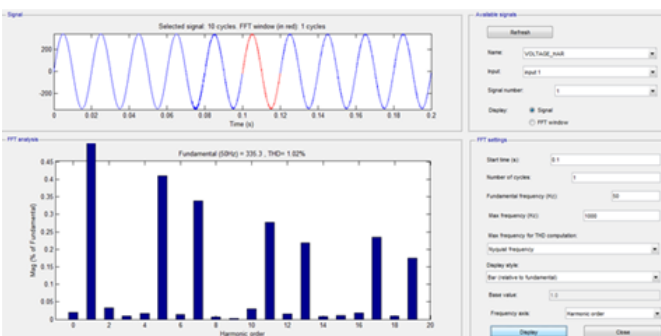 Signal
Selected signal: 10 cycles. FFT window (in red): 1 cycles
200
0
-200
0 0.02 0.04 0.06 0.08 0.1 0.12 0.14 0.16 0.18 0.2
Time (s)
FFT analysis
Fundamental (50Hz) = 335.3 , THD= 1.02%
Mag (% of Fundamental)
0.45
0.4
0.35
0.3
0.25
0.2
0.15
0.1
0.05
0
0 2 4 6 8 10 12 14 16 18 20
Harmonic order
Available signals
Refresh
Name: VOLTAGE_HAR
Input: input 1
Signal number: 1
Display: Signal
FFT window
FFT settings
Start time (s): 0.1
Number of cycles: 1
Fundamental frequency (Hz): 50
Max frequency (Hz): 1000
Max frequency for THD computation:
Nyquist frequency
Display style:
Bar (relative to fundamental)
Base value: 1.0
Frequency axis: Harmonic order
Display Close